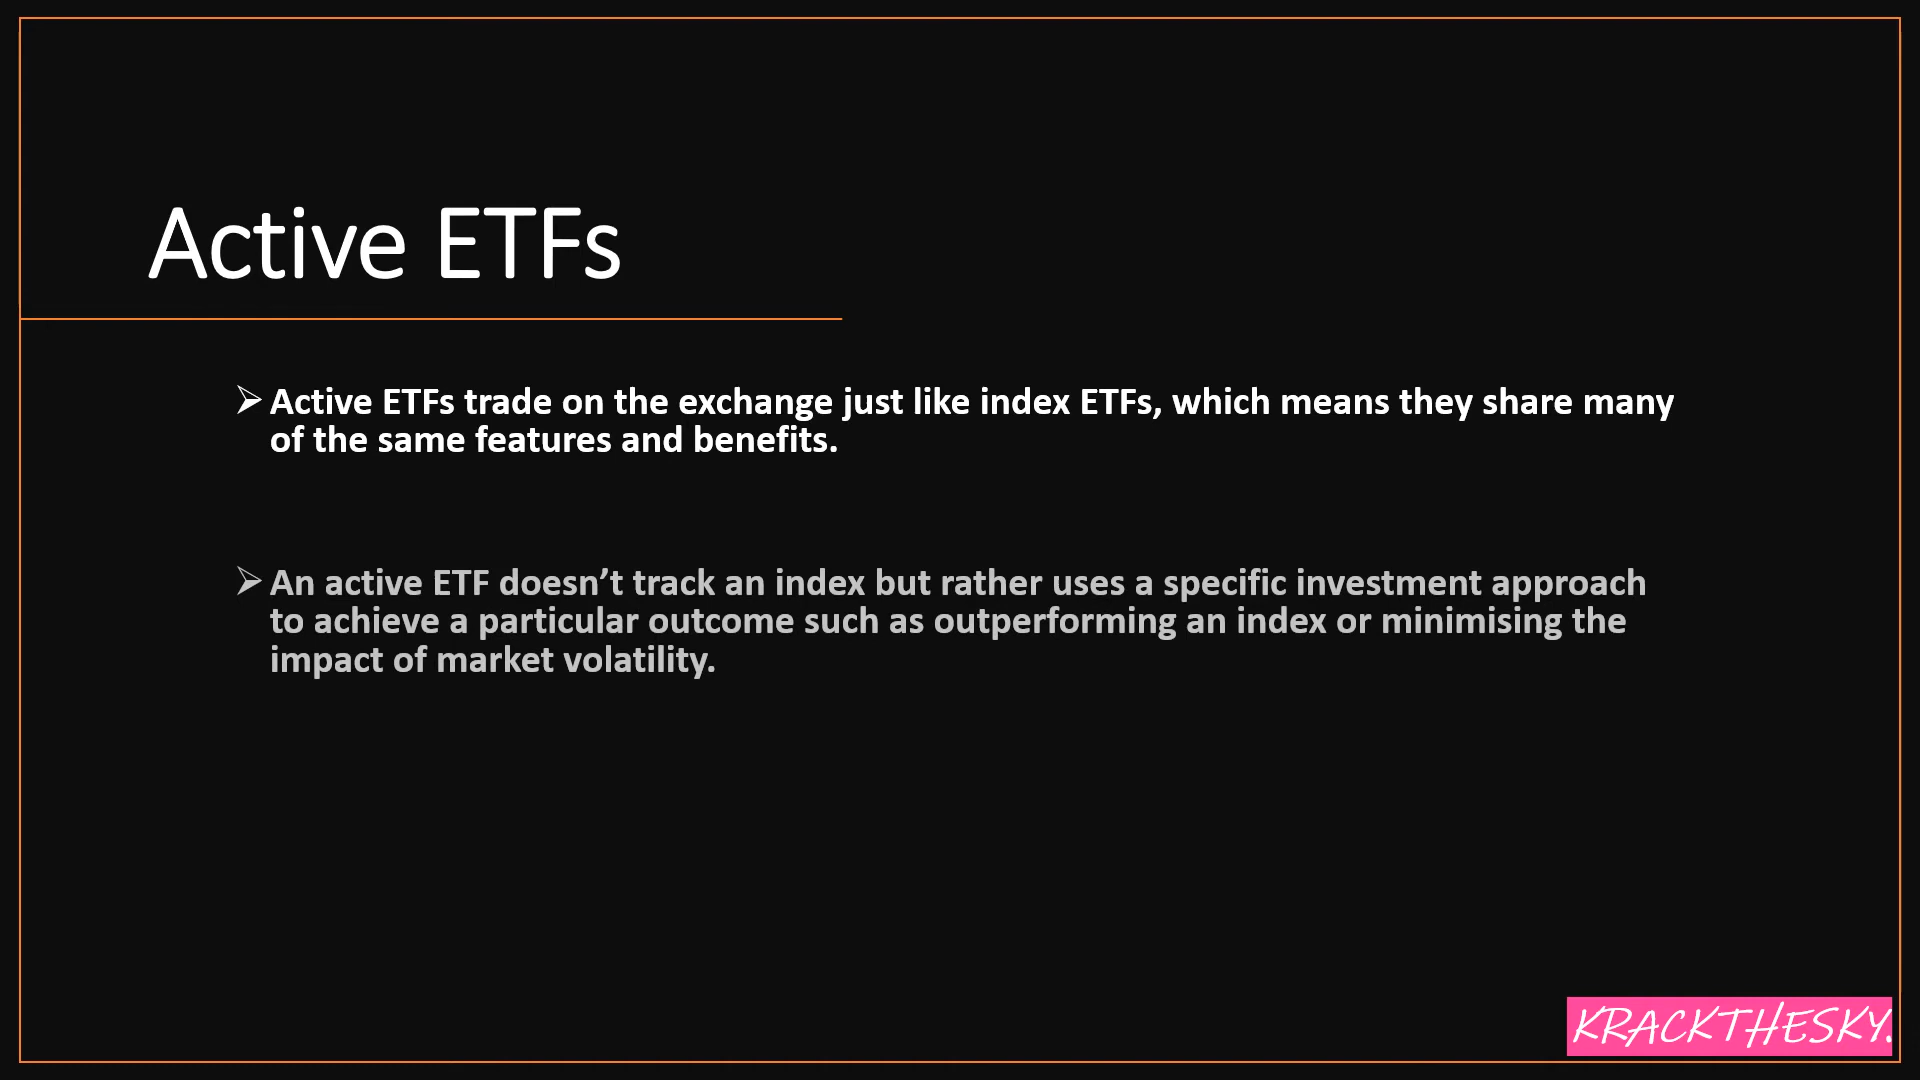 Active ETFs
➢ Active ETFs trade on the exchange just like index ETFs, which means they share many
of the same features and benefits.
➢ An active ETF doesn’t track an index but rather uses a specific investment approach
to achieve a particular outcome such as outperforming an index or minimising the
impact of market volatility.
KRACKTHESKY.